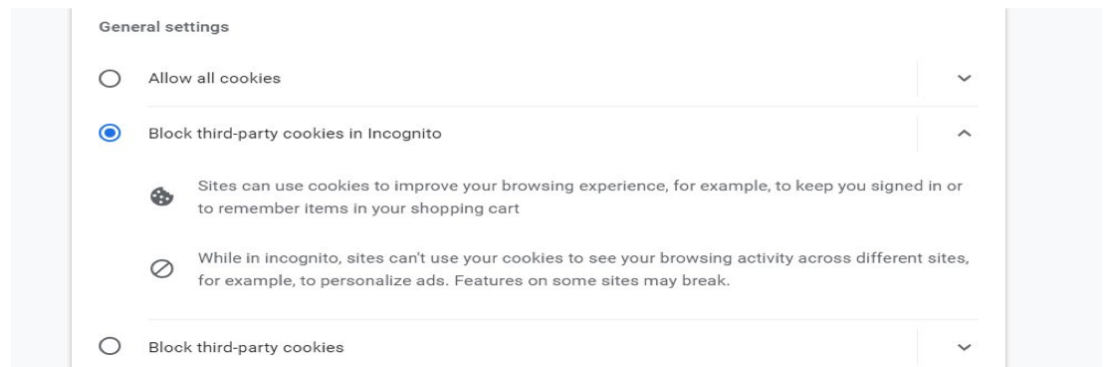 General settings
Allow all cookies
Block third-party cookies in Incognito
Sites can use cookies to improve your browsing experience, for example, to keep you signed in or
to remember items in your shopping cart
While in incognito, sites can't use your cookies to see your browsing activity across different sites,
for example, to personalize ads. Features on some sites may break.
Block third-party cookies